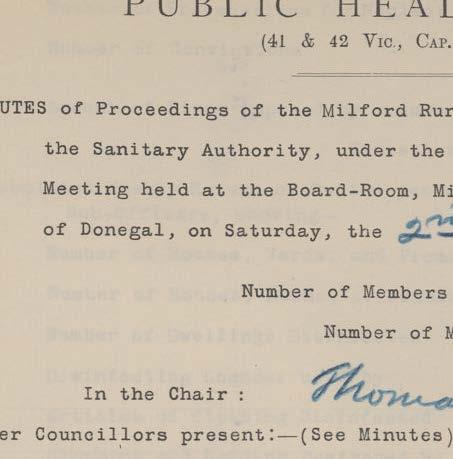 PUBLIC HEAL
(41 & 42 VIC., CAP.
UTES of Proceedings of the Milford Rur
the Sanitary Authority, under the
Meeting held at the Board-Room, Mi
of Donegal, on Saturday, the 2nd
Number of Members
Number of M
In the Chair: Thoma
er Councillors present:—(See Minutes)